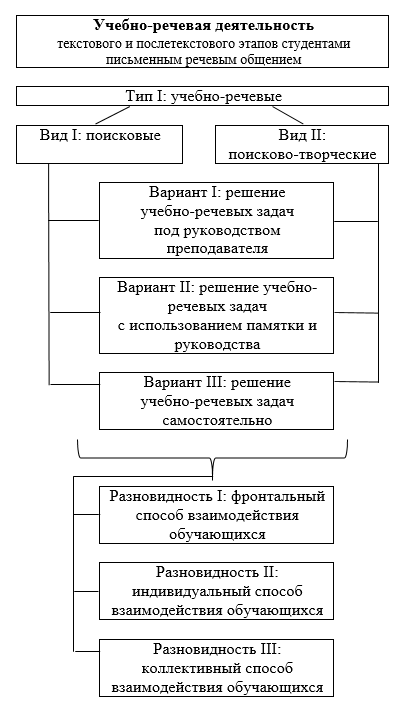 Учебно-речевая деятельность
текстового и послетекстового этапов студентами
письменным речевым общением
Тип I: учебно-речевые
Вид I: поисковые
Вид II:
поисково-творческие
Вариант I: решение
учебно-речевых задач
под руководством
преподавателя
Вариант II: решение учебно-
речевых задач
с использованием памятки и
руководства
Вариант III: решение
учебно-речевых задач
самостоятельно
Разновидность I: фронтальный
способ взаимодействия
обучающихся
Разновидность II:
индивидуальный способ
взаимодействия обучающихся
Разновидность III:
коллективный способ
взаимодействия обучающихся